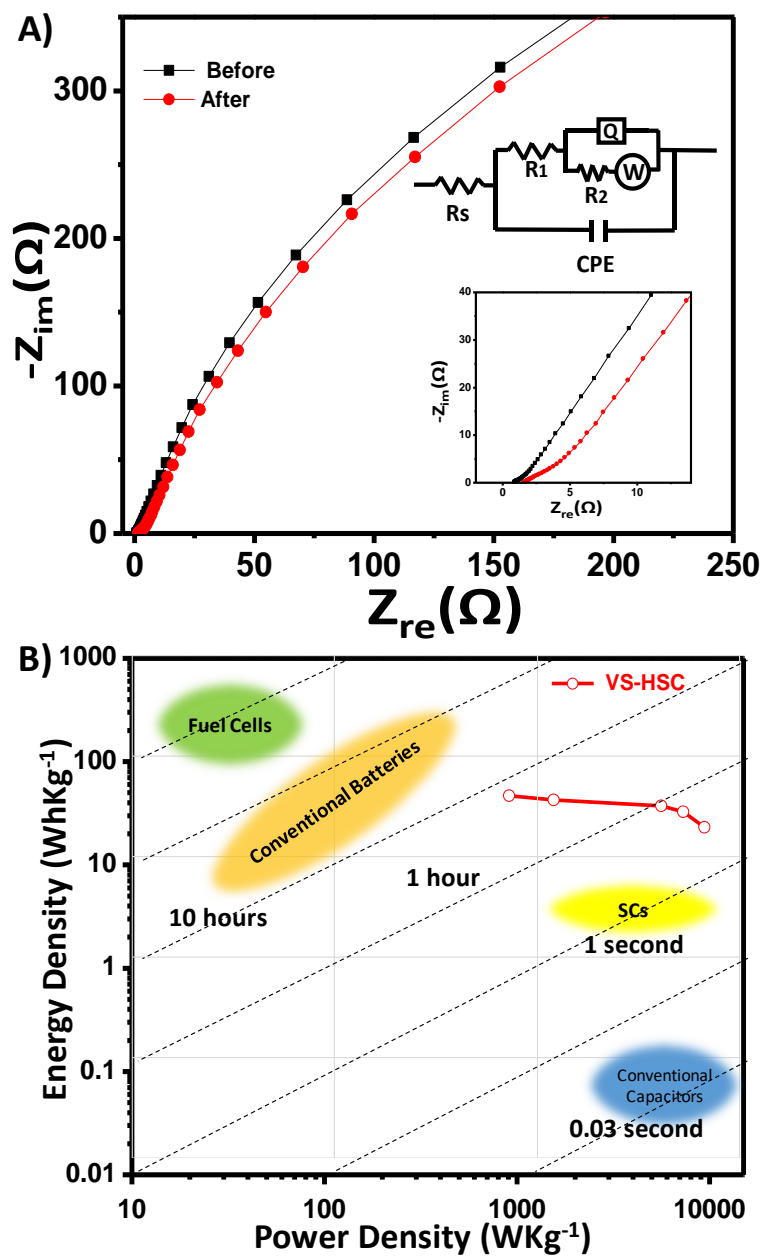 A)
Before
After
300
200
100
0
-Zim(Ω)
0 50 100 150 200 250
Zre(Ω)
Q
R1
R2
W
Rs
CPE
40
30
20
10
0
-Zim(Ω)
0 5 10
Zre(Ω)
B)
1000
100
10
1
0.1
0.01
Energy Density (WhKg-1)
VS-HSC
Fuel Cells
Conventional Batteries
1 hour
10 hours
SCs
1 second
Conventional
Capacitors
0.03 second
10 100 1000 10000
Power Density (WKg-1)